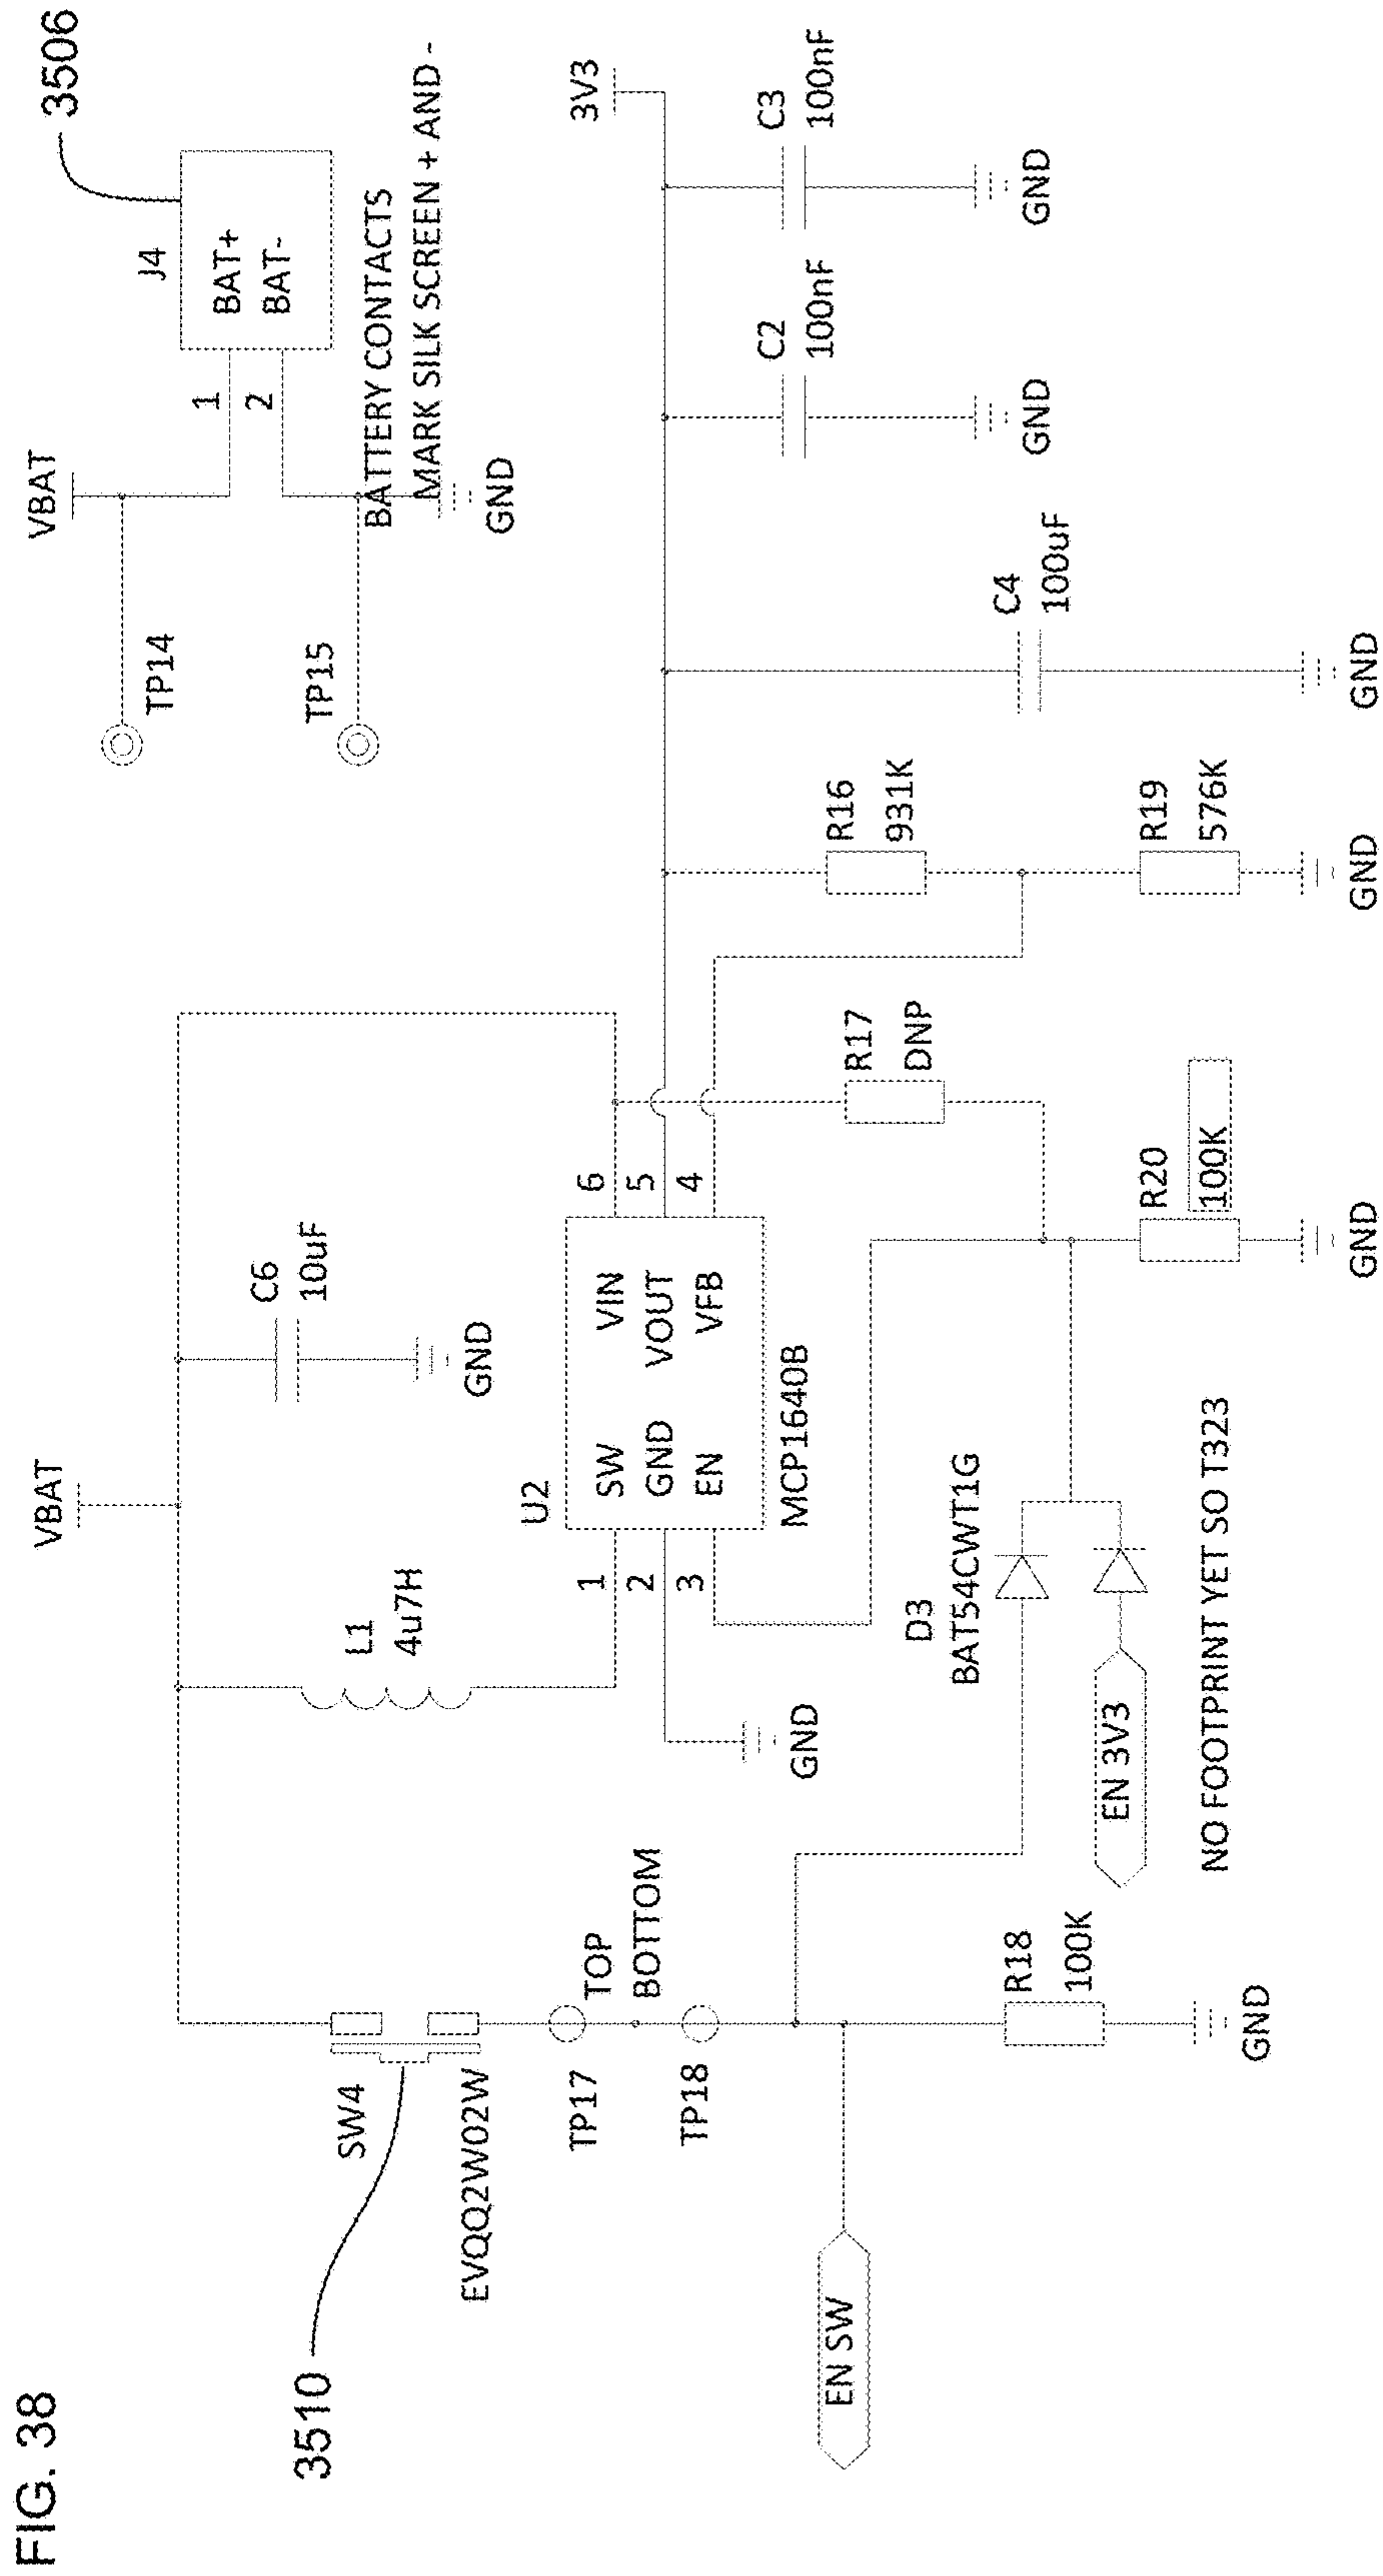 FIG. 38
3510
SW4
EVQQ2W02W
TP17
TOP
BOTTOM
TP18
EN SW
R18
100K
GND
VBAT
L1
4u7H
C6
10uF
GND
U2
SW
GND
EN
VIN
VOUT
VFB
1
2
3
6
5
4
MCP1640B
GND
D3
BAT54CWT1G
EN 3V3
NO FOOTPRINT YET SO T323
R17
DNP
R20
100K
GND
R16
931K
R19
576K
GND
C4
100uF
GND
C2
100nF
GND
C3
100nF
GND
3V3
VBAT
TP14
TP15
1
2
J4
BAT+
BAT-
3506
BATTERY CONTACTS
MARK SILK SCREEN + AND -
GND